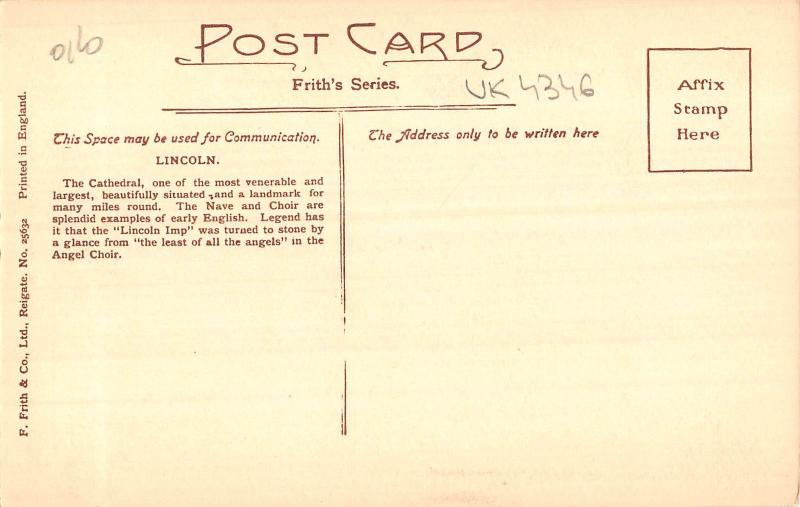 POST CARD
Frith's Series.
UK 4346
Affix
Stamp
Here
This Space may be used for Communication.
The Address only to be written here
LINCOLN.
The Cathedral, one of the most venerable and
largest, beautifully situated, and a landmark for
many miles round. The Nave and Choir are
splendid examples of early English. Legend has
it that the "Lincoln Imp" was turned to stone by
a glance from "the least of all the angels" in the
Angel Choir.
F. Frith & Co., Ltd., Reigate. No. 25632 Printed in England.